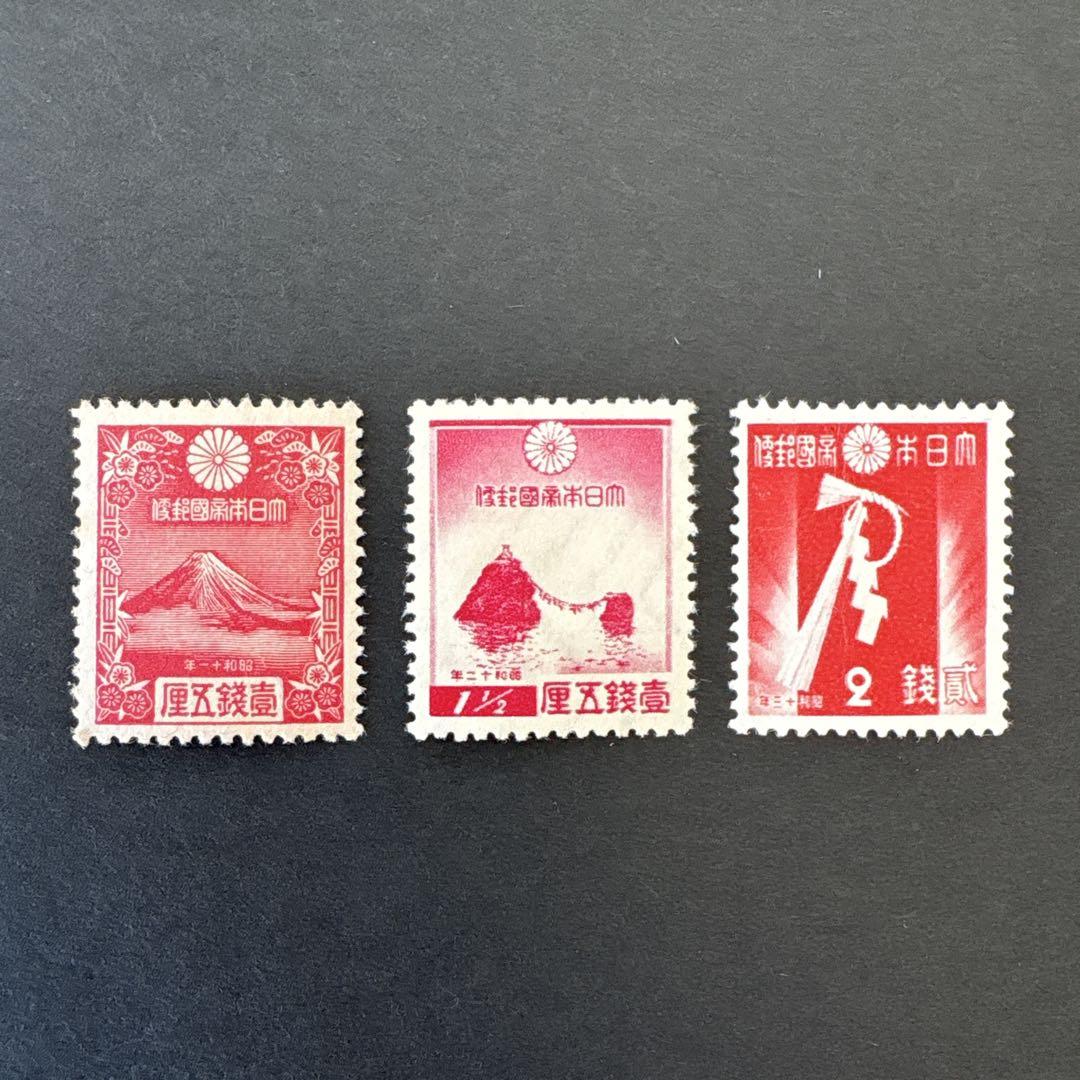 大日本帝國郵便
昭和十一年
壹錢五厘
大日本帝國郵便
昭和十二年
1½
壹錢五厘
大日本帝國郵便
貳錢
2
昭和十三年